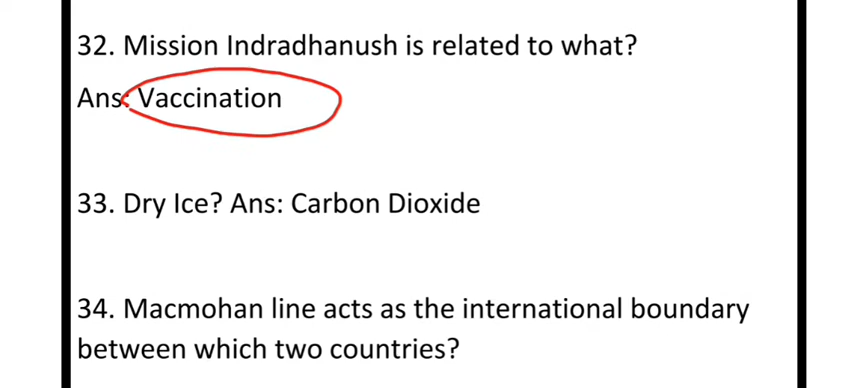 32. Mission Indradhanush is related to what?
Ans: Vaccination
33. Dry Ice? Ans: Carbon Dioxide
34. Macmohan line acts as the international boundary
between which two countries?